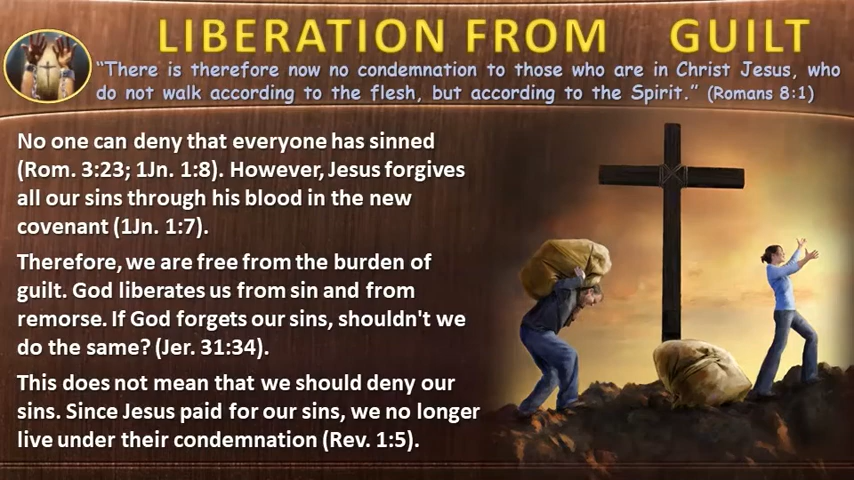 LIBERATION FROM GUILT
“There is therefore now no condemnation to those who are in Christ Jesus, who
do not walk according to the flesh, but according to the Spirit.” (Romans 8:1)
No one can deny that everyone has sinned
(Rom. 3:23; 1Jn. 1:8). However, Jesus forgives
all our sins through his blood in the new
covenant (1Jn. 1:7).
Therefore, we are free from the burden of
guilt. God liberates us from sin and from
remorse. If God forgets our sins, shouldn't we
do the same? (Jer. 31:34).
This does not mean that we should deny our
sins. Since Jesus paid for our sins, we no longer
live under their condemnation (Rev. 1:5).